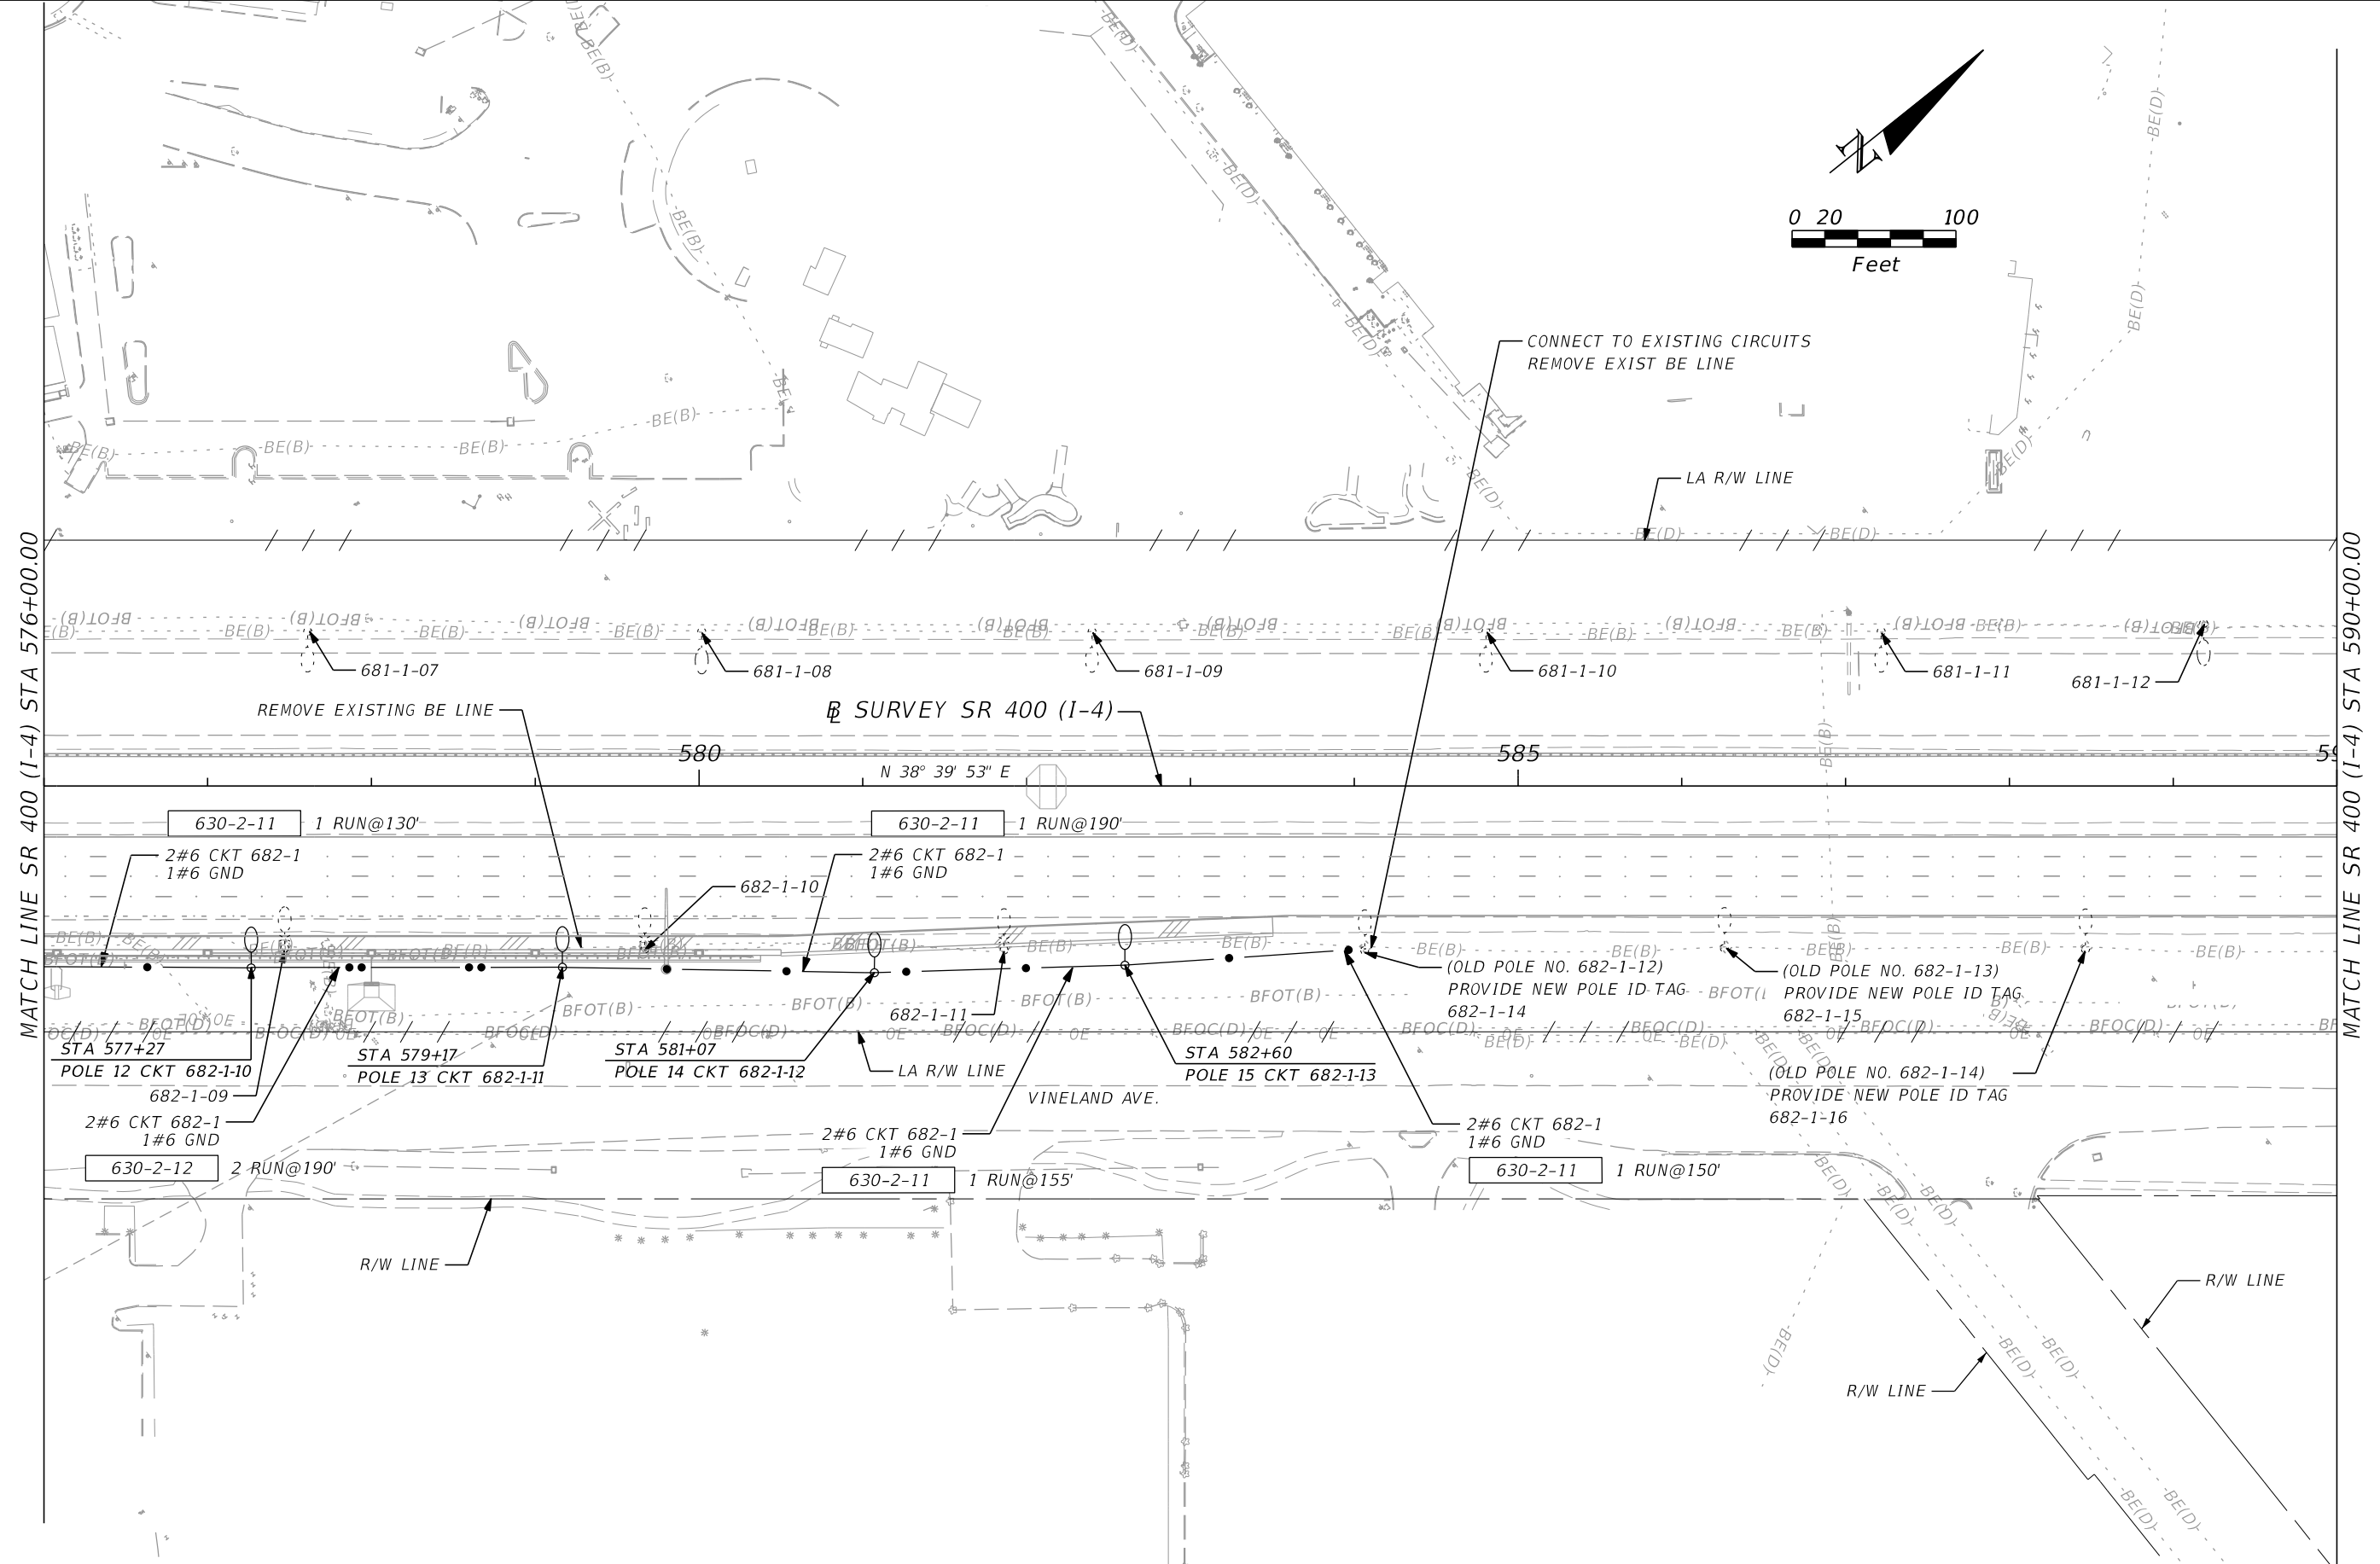 0 20 100
Feet
CONNECT TO EXISTING CIRCUITS
REMOVE EXIST BE LINE
LA R/W LINE
MATCH LINE SR 400 (I-4) STA 576+00.00
MATCH LINE SR 400 (I-4) STA 590+00.00
681-1-07
681-1-08
681-1-09
681-1-10
681-1-11
681-1-12
REMOVE EXISTING BE LINE
BL SURVEY SR 400 (I-4)
580
585
59
N 38° 39' 53" E
630-2-11 1 RUN@130'
630-2-11 1 RUN@190'
2#6 CKT 682-1
1#6 GND
2#6 CKT 682-1
1#6 GND
682-1-10
682-1-11
(OLD POLE NO. 682-1-12)
PROVIDE NEW POLE ID TAG
682-1-14
(OLD POLE NO. 682-1-13)
PROVIDE NEW POLE ID TAG
682-1-15
STA 577+27
POLE 12 CKT 682-1-10
STA 579+17
POLE 13 CKT 682-1-11
STA 581+07
POLE 14 CKT 682-1-12
STA 582+60
POLE 15 CKT 682-1-13
LA R/W LINE
(OLD POLE NO. 682-1-14)
PROVIDE NEW POLE ID TAG
682-1-16
682-1-09
VINELAND AVE.
2#6 CKT 682-1
1#6 GND
2#6 CKT 682-1
1#6 GND
2#6 CKT 682-1
1#6 GND
630-2-12 2 RUN@190'
630-2-11 1 RUN@155'
630-2-11 1 RUN@150'
R/W LINE
R/W LINE
R/W LINE
N
BE(B)
BE(D)
BFOT(B)
BFOT(D)
BFOC(D)
OE